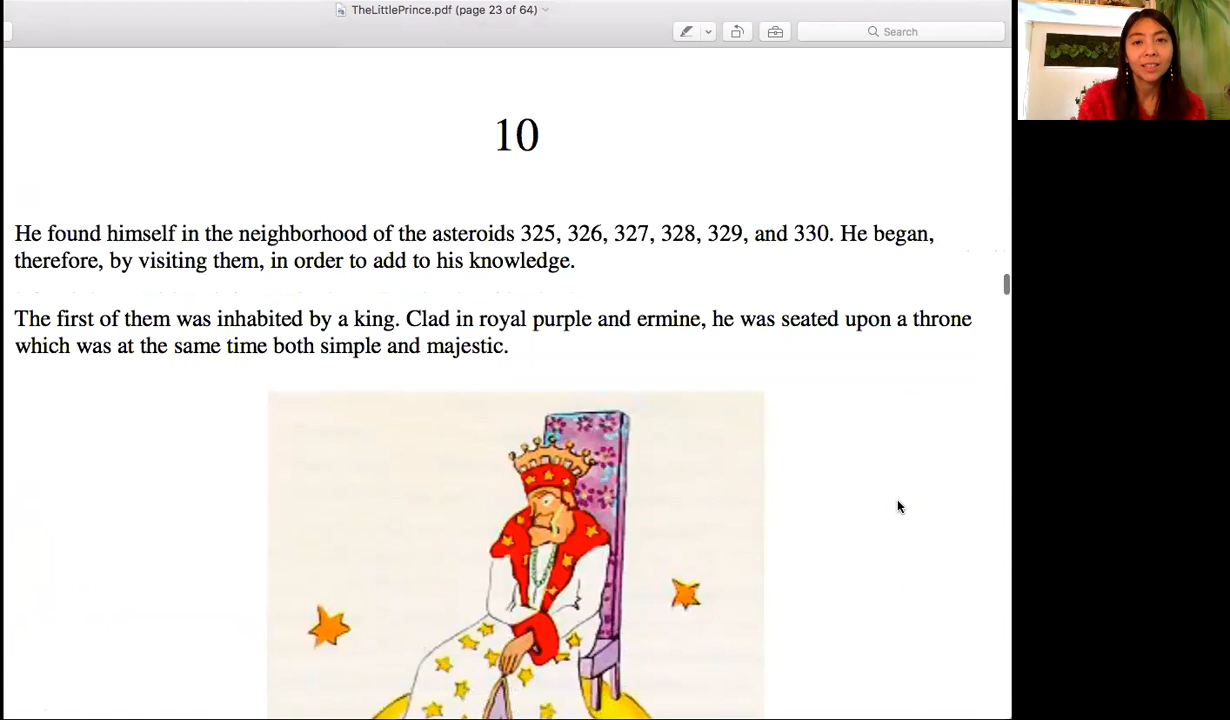 TheLittlePrince.pdf (page 23 of 64)
Search
10
He found himself in the neighborhood of the asteroids 325, 326, 327, 328, 329, and 330. He began,
therefore, by visiting them, in order to add to his knowledge.
The first of them was inhabited by a king. Clad in royal purple and ermine, he was seated upon a throne
which was at the same time both simple and majestic.